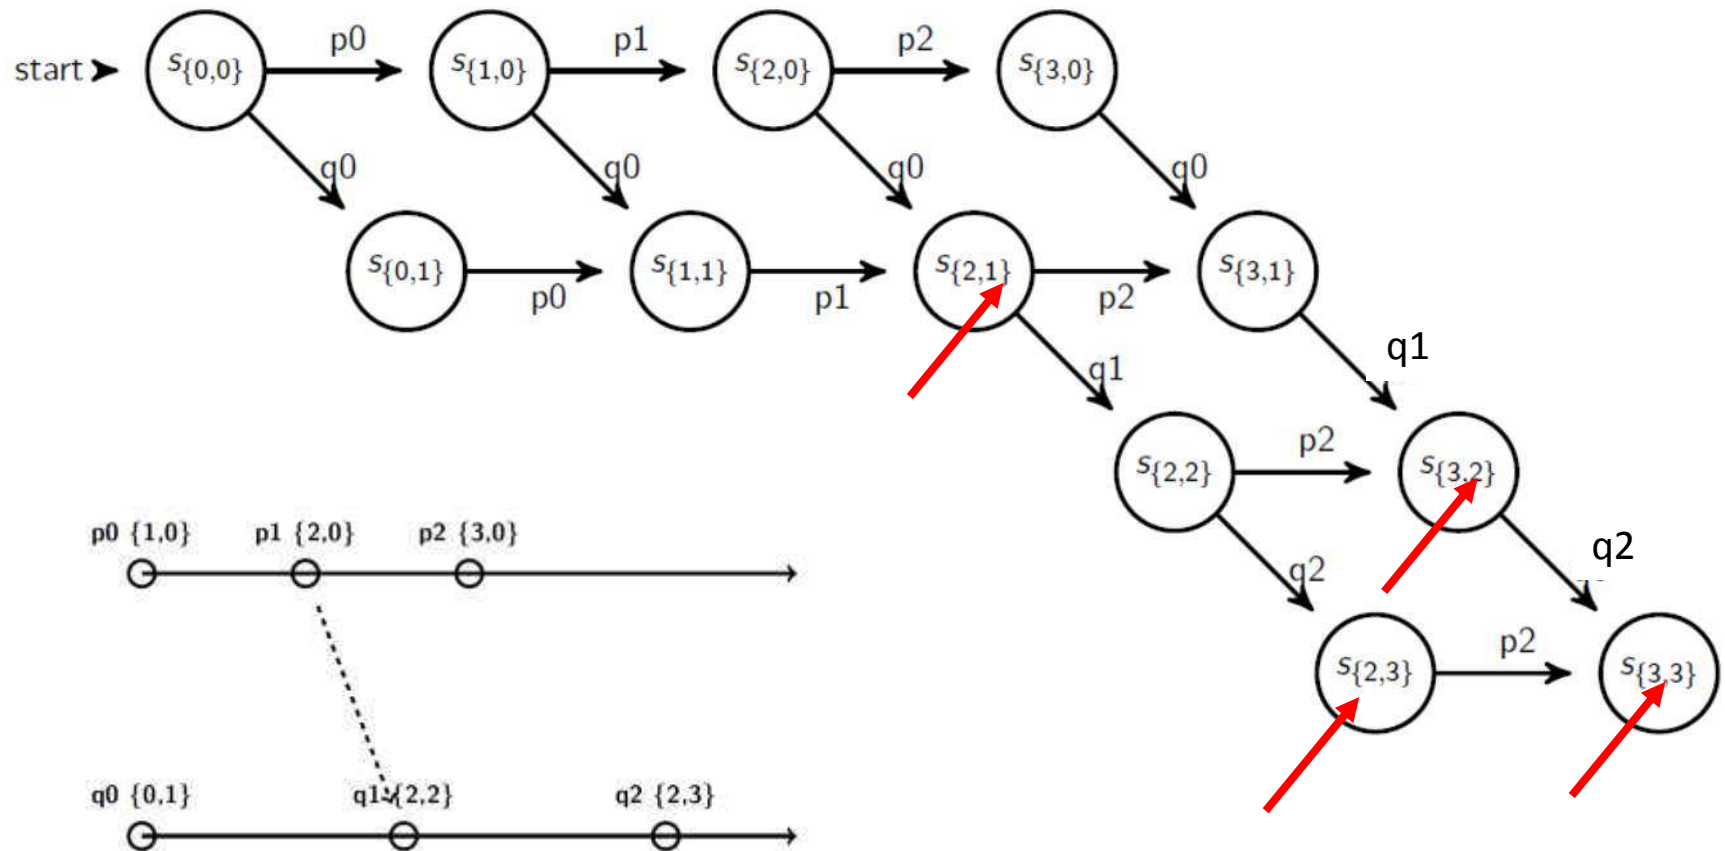 p0 p1 p2
start S{0,0} S{1,0} S{2,0} S{3,0}
q0 q0 q0 q0
S{0,1} S{1,1} S{2,1} S{3,1}
p0 p1 p2
q1 q1
p2
S{2,2} S{3,2}
p0 {1,0} p1 {2,0} p2 {3,0}
q2 q2
p2
S{2,3} S{3,3}
q0 {0,1} q1 {2,2} q2 {2,3}